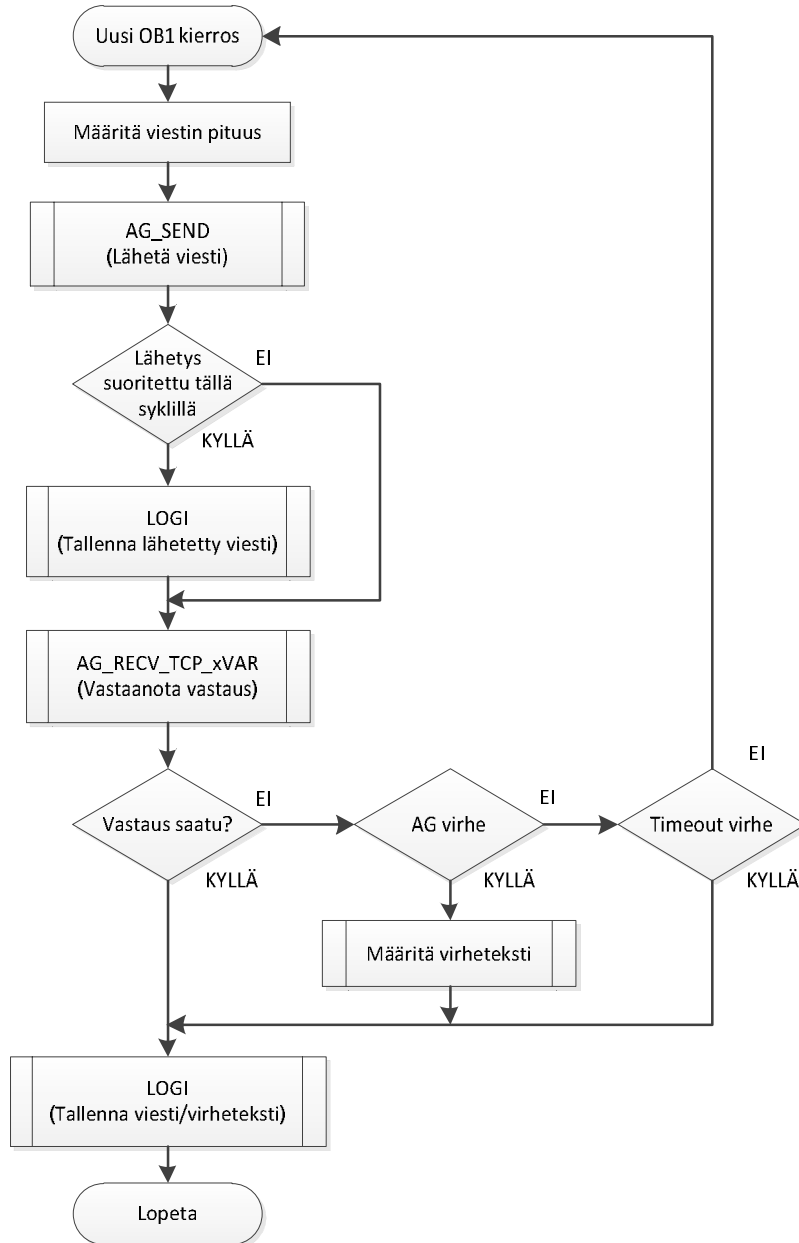 Uusi OB1 kierros
Määritä viestin pituus
AG_SEND
(Lähetä viesti)
Lähetys
suoritettu tällä
syklillä
EI
KYLLÄ
LOGI
(Tallenna lähetetty viesti)
AG_RECV_TCP_xVAR
(Vastaanota vastaus)
Vastaus saatu?
EI
KYLLÄ
AG virhe
EI
KYLLÄ
Timeout virhe
EI
KYLLÄ
Määritä virheteksti
LOGI
(Tallenna viesti/virheteksti)
Lopeta